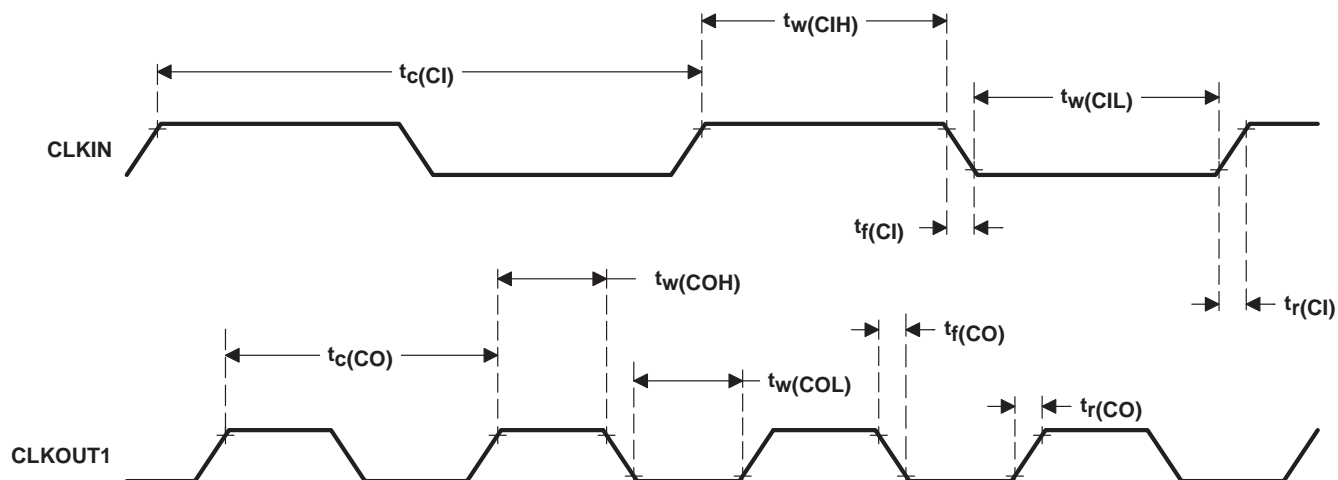 tw(CIH)
tc(CI)
tw(CIL)
CLKIN
tf(CI)
tw(COH)
tr(CI)
tf(CO)
tc(CO)
tw(COL)
tr(CO)
CLKOUT1